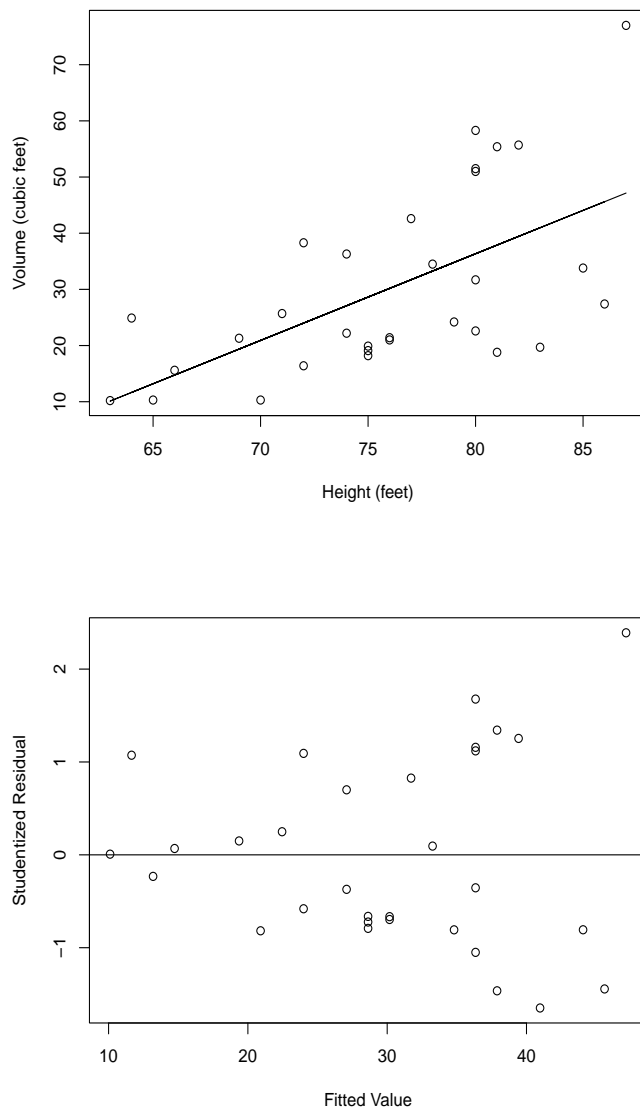 Volume (cubic feet)
70
60
50
40
30
20
10
65 70 75 80 85
Height (feet)
Studentized Residual
2
1
0
−1
10 20 30 40
Fitted Value